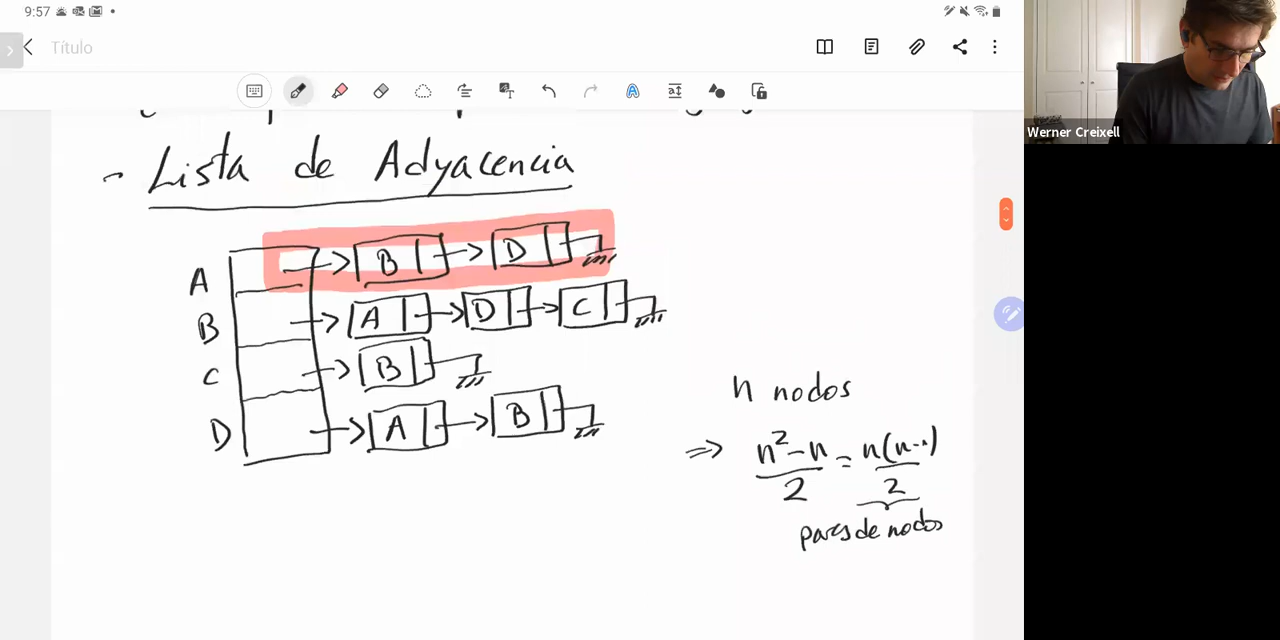 9:57
Título
Werner Creixell
- Lista de Adyacencia
A → B → D
B → A → D → C
C → B
D → A → B
n nodos
⇒ n²-n / 2 = n(n-1) / 2
pares de nodos